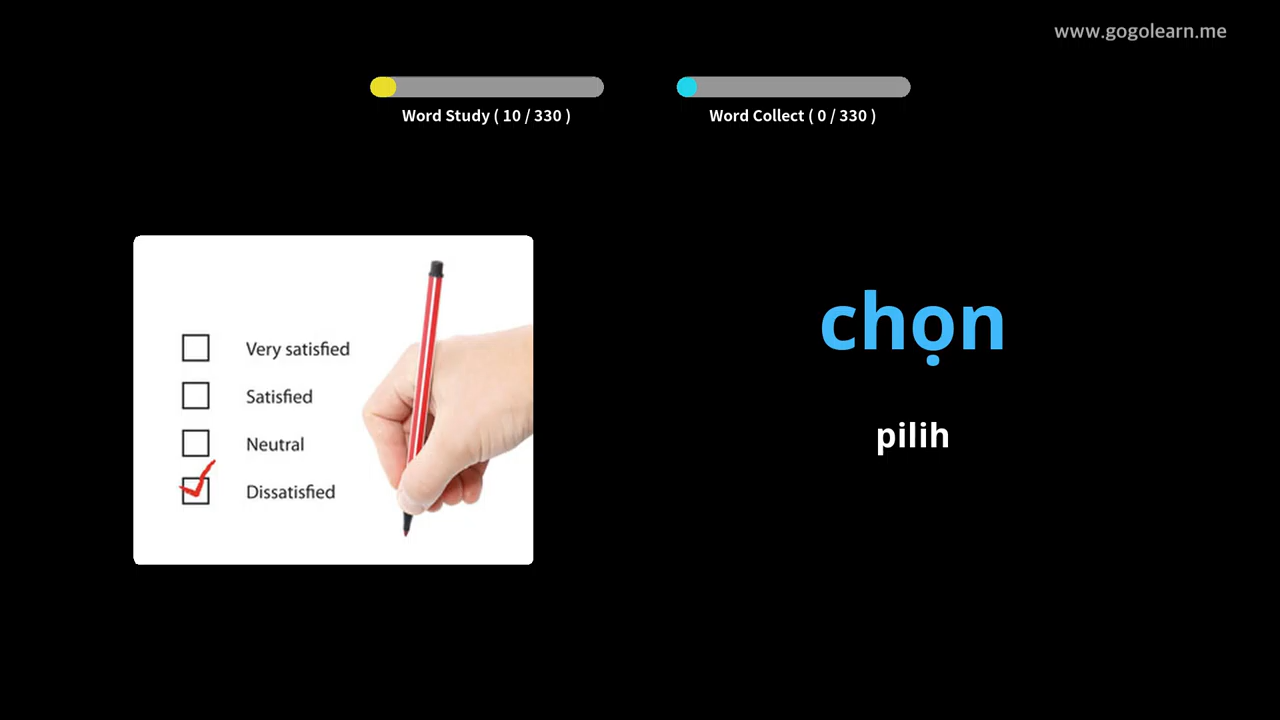 www.gogolearn.me
Word Study ( 10 / 330 )
Word Collect ( 0 / 330 )
Very satisfied
Satisfied
Neutral
Dissatisfied
chọn
pilih